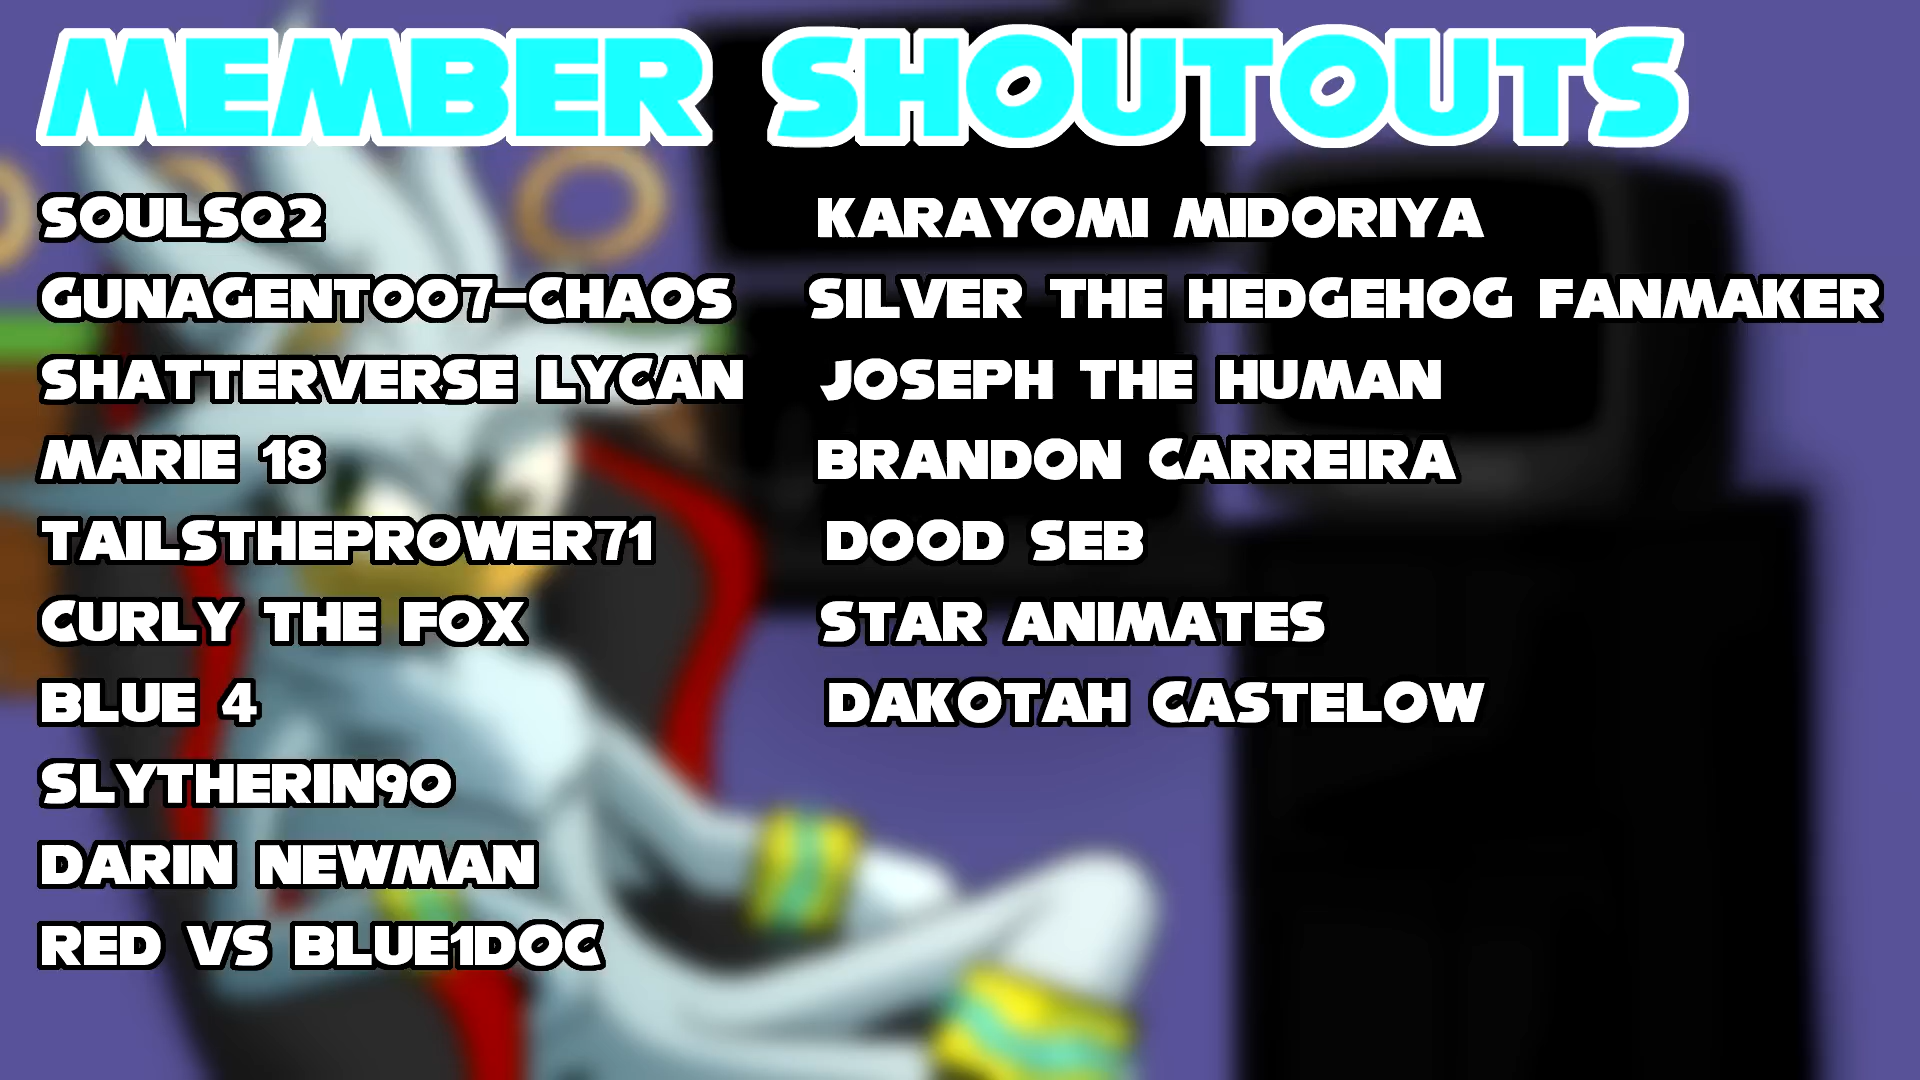 MEMBER SHOUTOUTS
SOULSQ2
GUNAGENT007-CHAOS
SHATTERVERSE LYCAN
MARIE 18
TAILSTHEPROWER71
CURLY THE FOX
BLUE 4
SLYTHERIN90
DARIN NEWMAN
RED VS BLUE1DOC
KARAYOMI MIDORIYA
SILVER THE HEDGEHOG FANMAKER
JOSEPH THE HUMAN
BRANDON CARREIRA
DOOD SEB
STAR ANIMATES
DAKOTAH CASTELOW